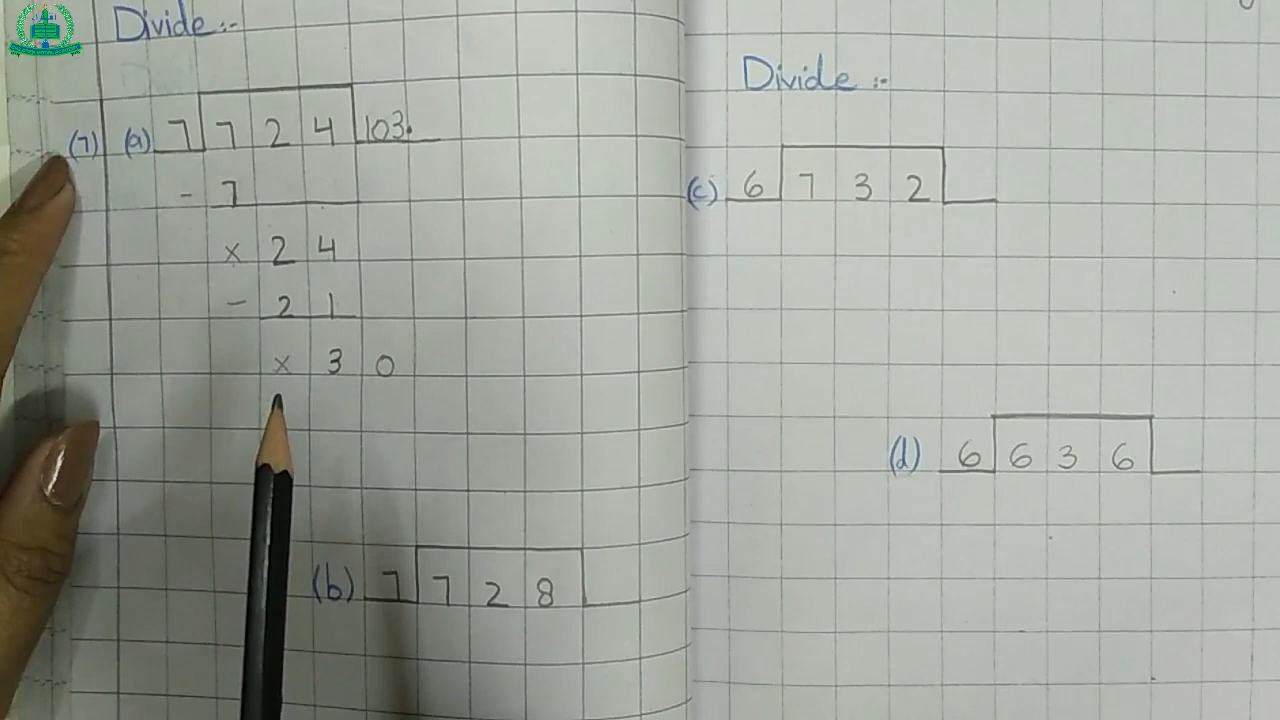 Divide :-
(7) (a) 7 7 2 4 103.
- 7
x 2 4
- 2 1
x 3 0
(b) 7 7 2 8
Divide :-
(c) 6 7 3 2
(d) 6 6 3 6